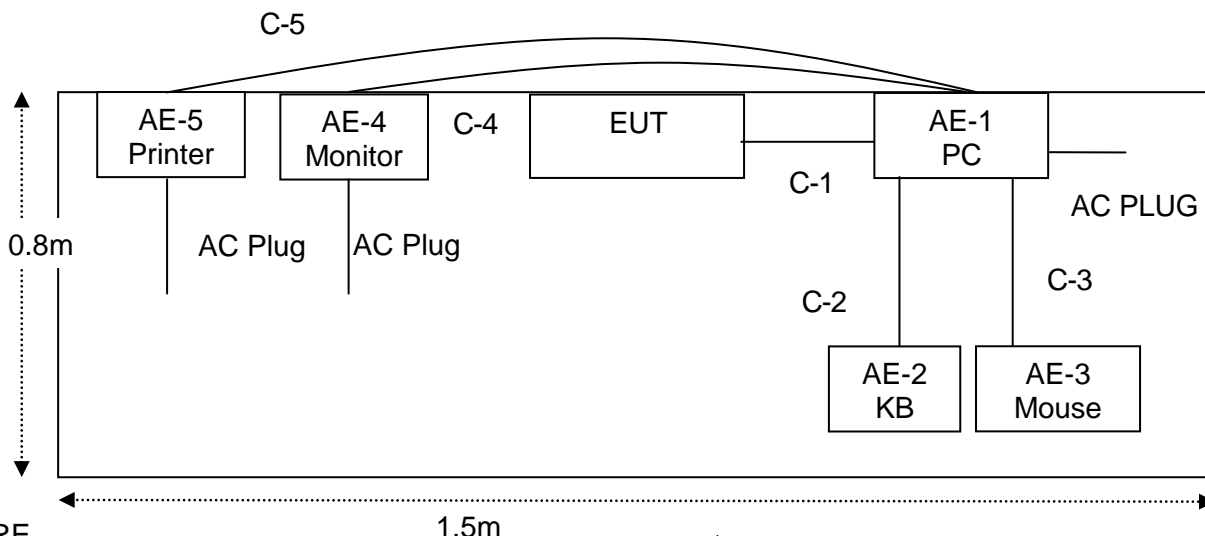 C-5
AE-5
Printer
AE-4
Monitor
C-4
EUT
AE-1
PC
C-1
AC PLUG
0.8m
AC Plug
AC Plug
C-2
C-3
AE-2
KB
AE-3
Mouse
1.5m